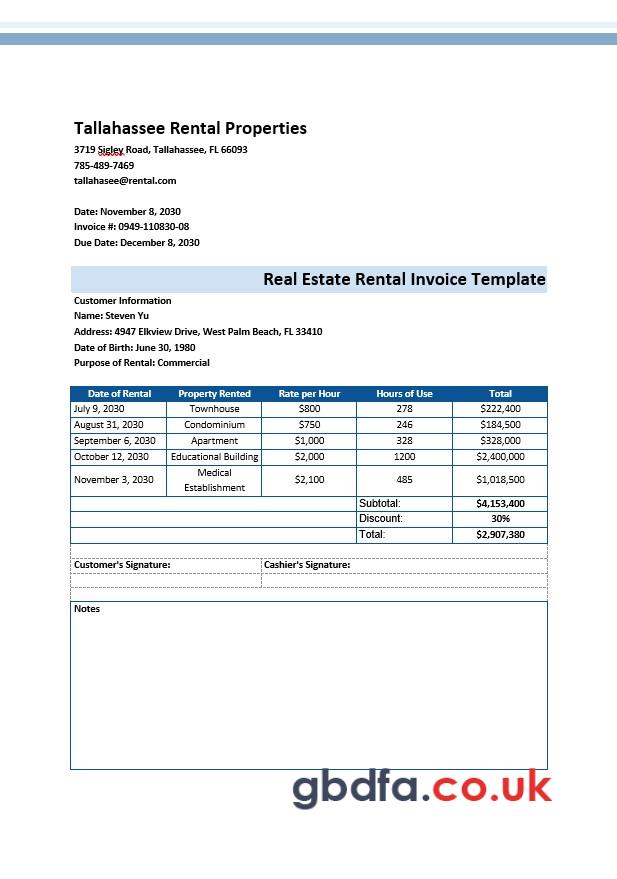 Tallahassee Rental Properties
3719 Sigley Road, Tallahassee, FL 66093
785-489-7469
tallahasee@rental.com
Date: November 8, 2030
Invoice #: 0949-110830-08
Due Date: December 8, 2030
Real Estate Rental Invoice Template
Customer Information
Name: Steven Yu
Address: 4947 Elkview Drive, West Palm Beach, FL 33410
Date of Birth: June 30, 1980
Purpose of Rental: Commercial
Date of Rental Property Rented Rate per Hour Hours of Use Total
July 9, 2030 Townhouse $800 278 $222,400
August 31, 2030 Condominium $750 246 $184,500
September 6, 2030 Apartment $1,000 328 $328,000
October 12, 2030 Educational Building $2,000 1200 $2,400,000
November 3, 2030 Medical Establishment $2,100 485 $1,018,500
Subtotal: $4,153,400
Discount: 30%
Total: $2,907,380
Customer's Signature: Cashier's Signature:
Notes
gbdfa.co.uk